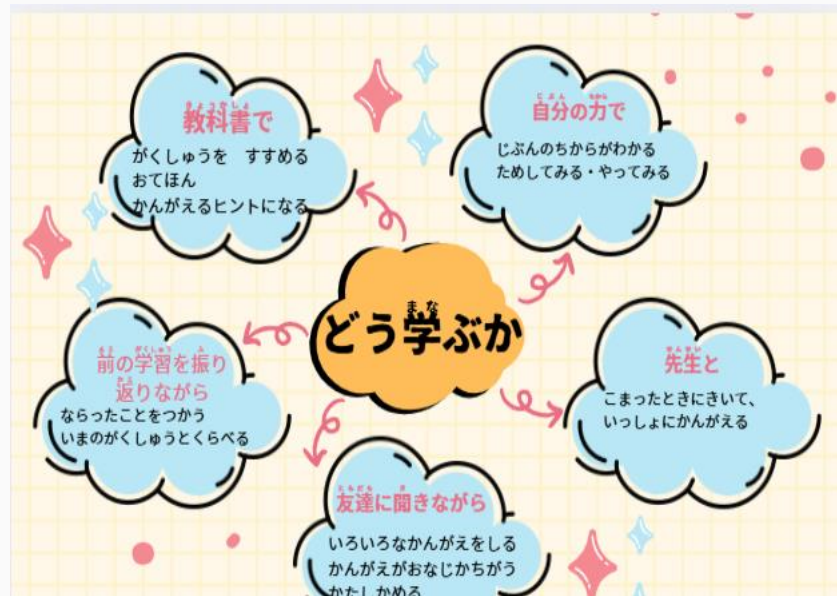 教科書で
がくしゅうを　すすめる
おてほん
かんがえるヒントになる
自分の力で
じぶんのちからがわかる
ためしてみる・やってみる
どう学ぶか
前の学習を振り
返りながら
ならったことをつかう
いまのがくしゅうとくらべる
先生と
こまったときにきいて、
いっしょにかんがえる
友達に聞きながら
いろいろなかんがえをしる
かんがえがおなじかちがう
かたしかめる